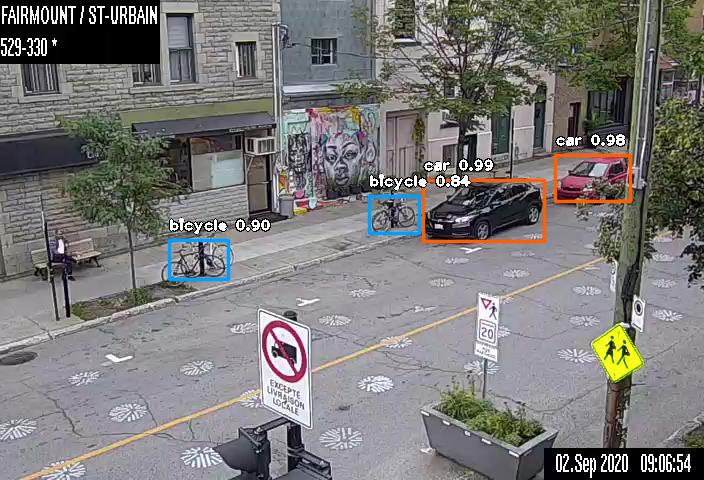 FAIRMOUNT / ST-URBAIN
529-330 *
car 0.98
car 0.99
bicycle 0.84
bicycle 0.90
20
EXCEPTÉ
LIVRAISON
LOCALE
02.Sep 2020 09:06:54